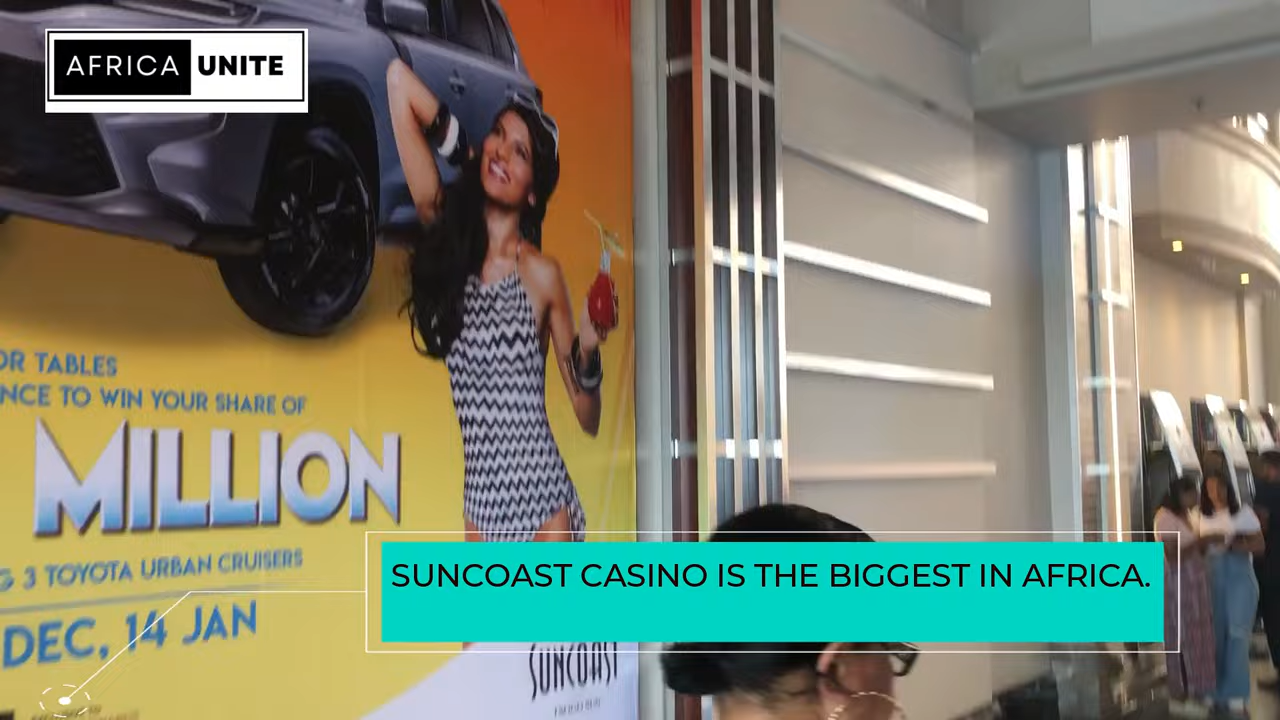 AFRICA UNITE
OR TABLES
NCE TO WIN YOUR SHARE OF
MILLION
G 3 TOYOTA URBAN CRUISERS
DEC, 14 JAN
SUNCOAST CASINO IS THE BIGGEST IN AFRICA.
SUNCOAST